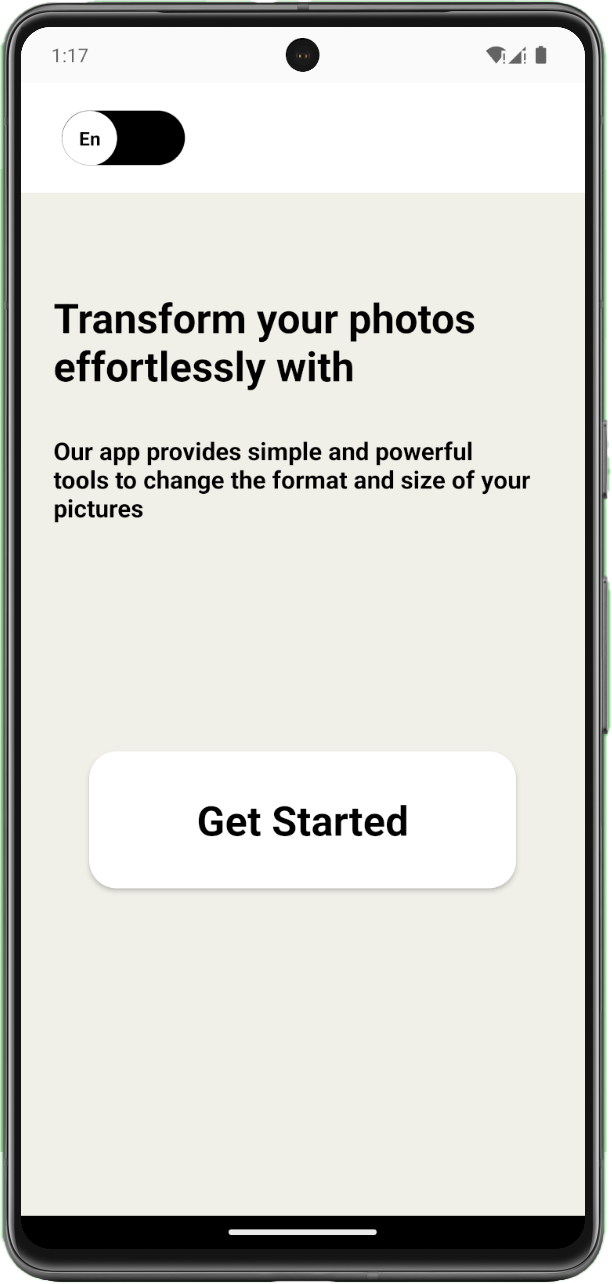 1:17
En
Transform your photos
effortlessly with
Our app provides simple and powerful
tools to change the format and size of your
pictures
Get Started